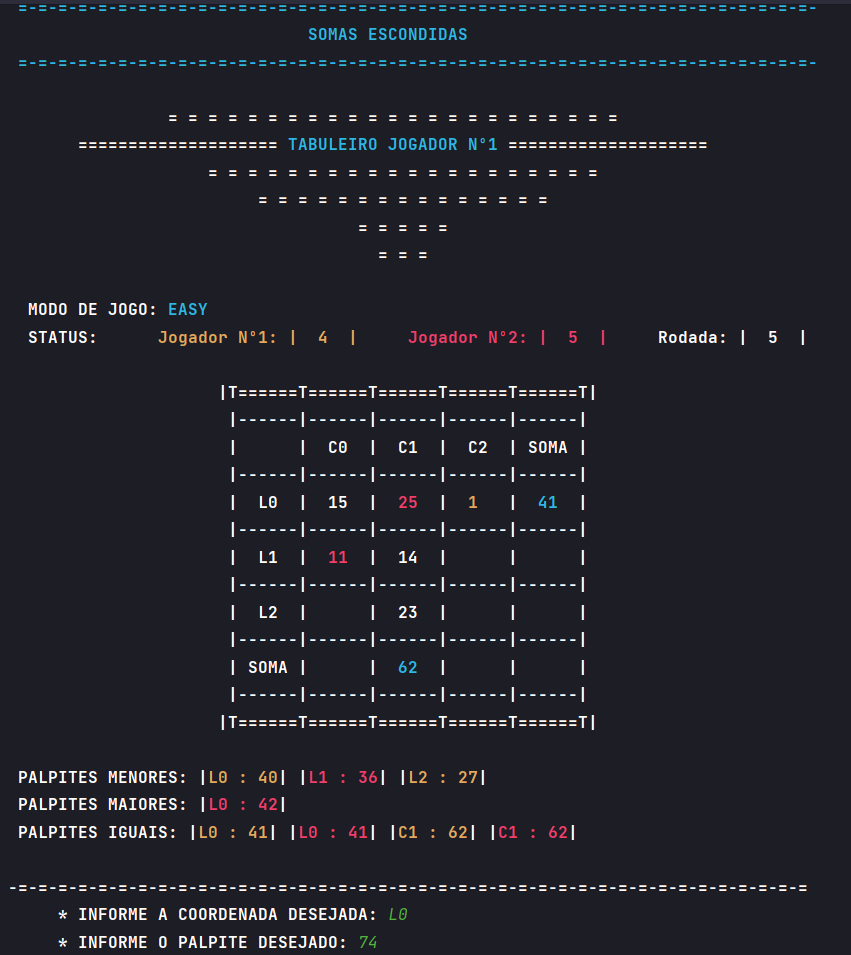 =-=-=-=-=-=-=-=-=-=-=-=-=-=-=-=-=-=-=-=-=-=-=-=-=-=-=-=-=-=-=-=-=-=-=-=-=-=-=-=-
SOMAS ESCONDIDAS
=-=-=-=-=-=-=-=-=-=-=-=-=-=-=-=-=-=-=-=-=-=-=-=-=-=-=-=-=-=-=-=-=-=-=-=-=-=-=-=-
= = = = = = = = = = = = = = = = = = = = = = =
==================== TABULEIRO JOGADOR Nº1 ====================
= = = = = = = = = = = = = = = = = = = =
= = = = = = = = = = = = = = =
= = = = =
= = =
MODO DE JOGO: EASY
STATUS:      Jogador Nº1: |  4  |     Jogador Nº2: |  5  |     Rodada: |  5  |
|T======T======T======T======T======T|
|------|------|------|------|------|
|      |  C0  |  C1  |  C2  | SOMA |
|------|------|------|------|------|
|  L0  |  15  |  25  |  1   |  41  |
|------|------|------|------|------|
|  L1  |  11  |  14  |      |      |
|------|------|------|------|------|
|  L2  |      |  23  |      |      |
|------|------|------|------|------|
| SOMA |      |  62  |      |      |
|------|------|------|------|------|
|T======T======T======T======T======T|
PALPITES MENORES: |L0 : 40| |L1 : 36| |L2 : 27|
PALPITES MAIORES: |L0 : 42|
PALPITES IGUAIS: |L0 : 41| |L0 : 41| |C1 : 62| |C1 : 62|
-=-=-=-=-=-=-=-=-=-=-=-=-=-=-=-=-=-=-=-=-=-=-=-=-=-=-=-=-=-=-=-=-=-=-=-=-=-=-=-=
* INFORME A COORDENADA DESEJADA: L0
* INFORME O PALPITE DESEJADO: 74